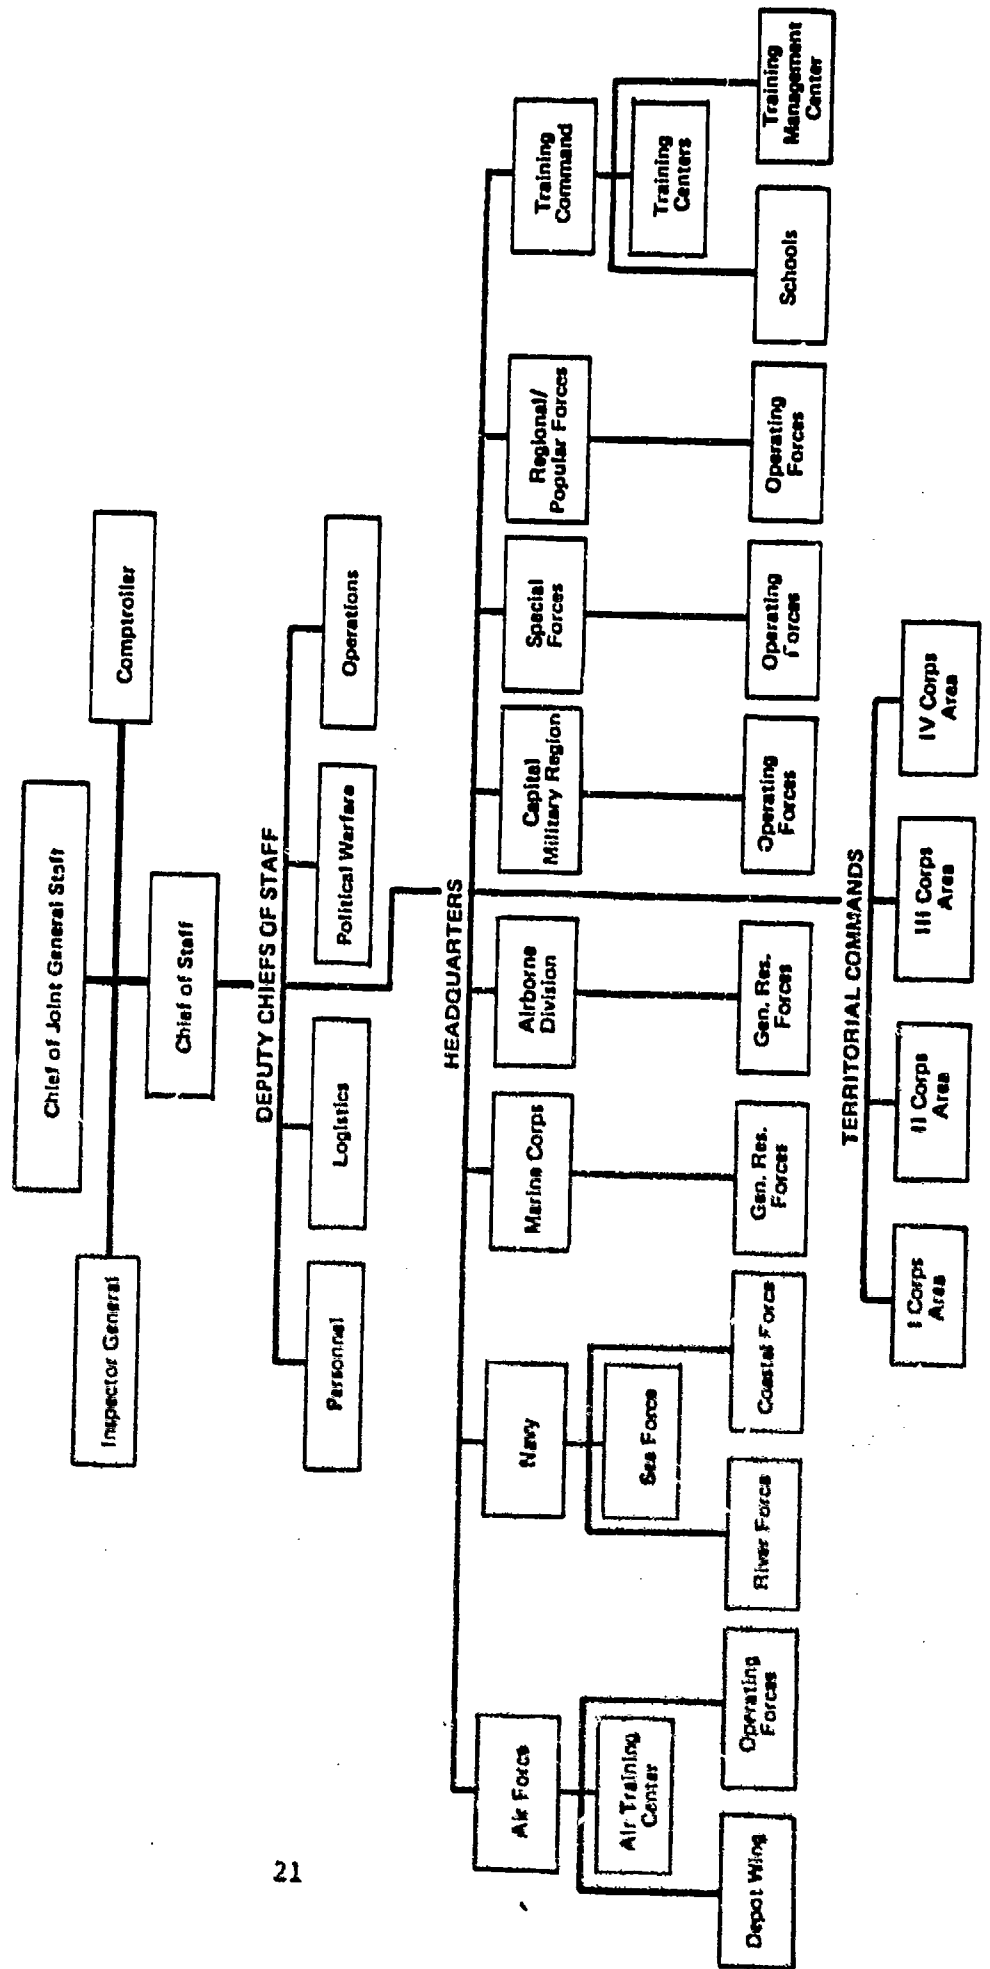 Chief of Joint General Staff
Inspector General
Comptroller
Chief of Staff
DEPUTY CHIEFS OF STAFF
Personnel
Logistics
Political Warfare
Operations
HEADQUARTERS
Air Force
Navy
Marine Corps
Airborne
Division
Capital
Military Region
Special
Forces
Regional/
Popular Forces
Training
Command
Air Training
Center
Sea Force
Training
Centers
Depot Wing
Operating
Forces
River Force
Coastal Force
Gen. Res.
Forces
Gen. Res.
Forces
Operating
Forces
Operating
Forces
Operating
Forces
Schools
Training
Management
Center
TERRITORIAL COMMANDS
I Corps
Area
II Corps
Area
III Corps
Area
IV Corps
Area
21